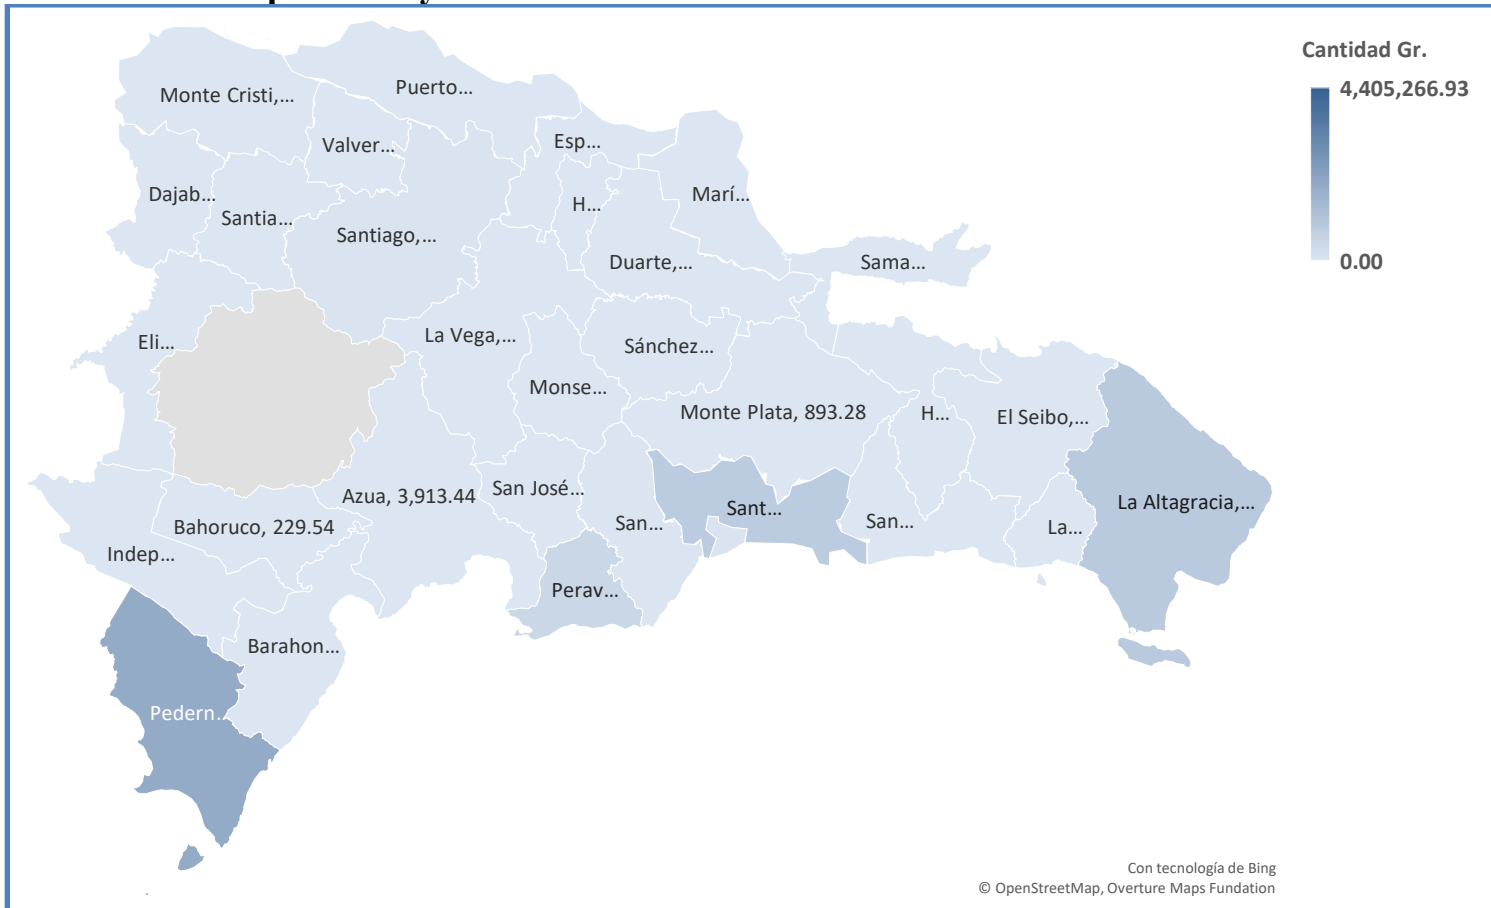 Cantidad Gr.
4,405,266.93
0.00
Monte Cristi,...
Puerto...
Valver...
Esp...
Dajab...
Santia...
Santiago,...
H...
Marí...
Duarte,...
Sama...
Eli...
La Vega,...
Sánchez...
Monse...
Monte Plata, 893.28
H...
El Seibo,...
Azua, 3,913.44
San José...
Bahoruco, 229.54
San...
Sant...
San...
La...
La Altagracia,...
Indep...
Perav...
Barahon...
Pedern...
Con tecnología de Bing
© OpenStreetMap, Overture Maps Fundation